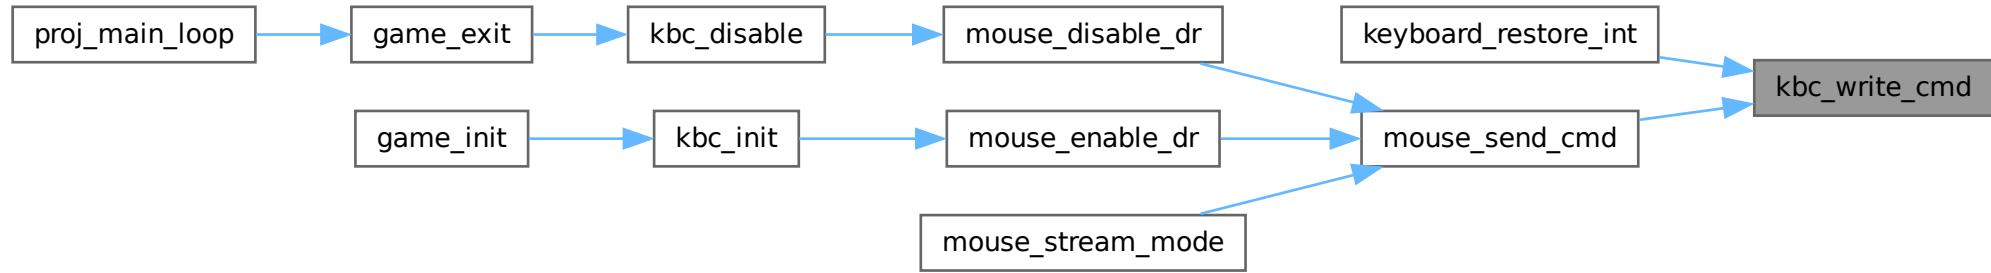 proj_main_loop
game_exit
kbc_disable
mouse_disable_dr
keyboard_restore_int
kbc_write_cmd
game_init
kbc_init
mouse_enable_dr
mouse_send_cmd
mouse_stream_mode